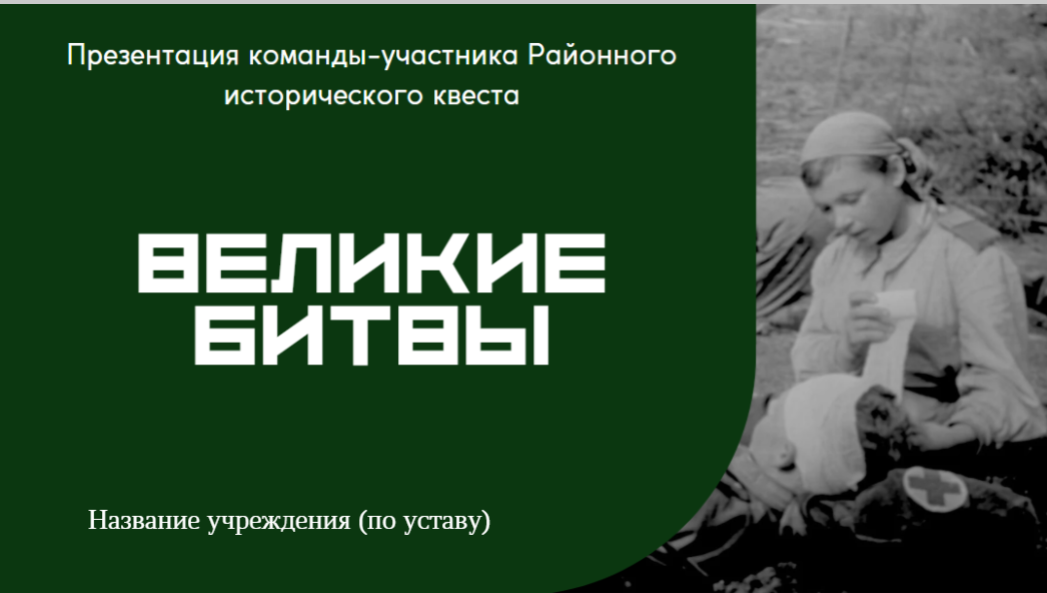 Презентация команды-участника Районного
исторического квеста
ВЕЛИКИЕ
БИТВЫ
Название учреждения (по уставу)